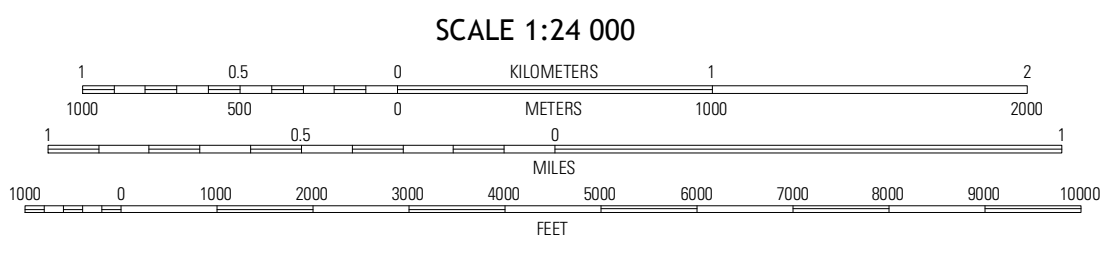 SCALE 1:24 000
1 0.5 0 KILOMETERS 1 2
1000 500 0 METERS 1000 2000
1 0.5 0 1
MILES
1000 0 1000 2000 3000 4000 5000 6000 7000 8000 9000 10000
FEET